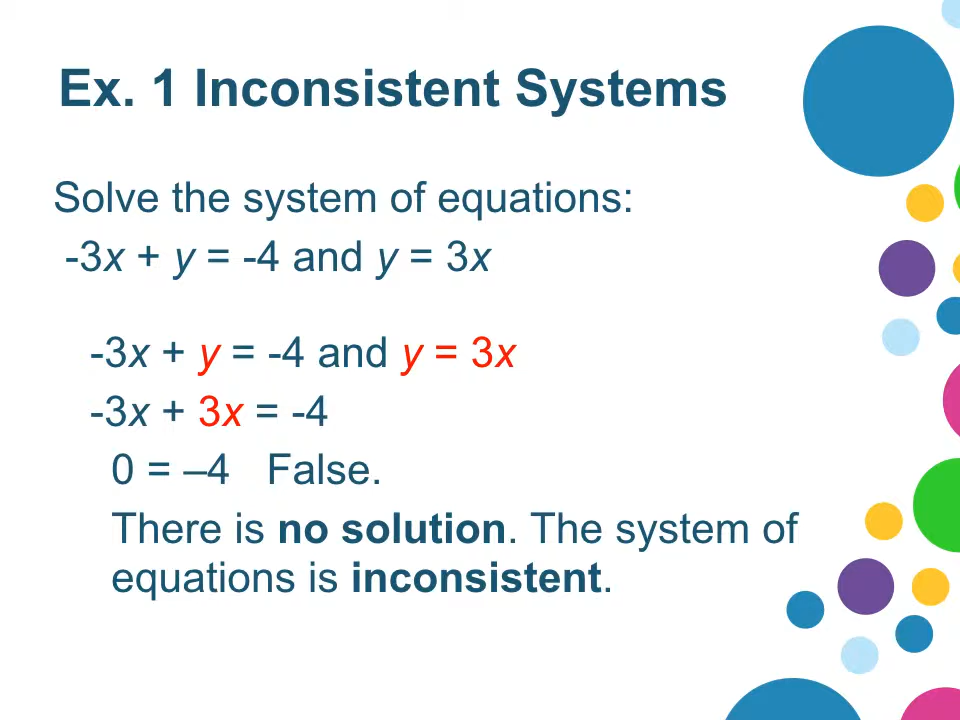 Ex. 1 Inconsistent Systems
Solve the system of equations:
-3x + y = -4 and y = 3x
-3x + y = -4 and y = 3x
-3x + 3x = -4
0 = –4 False.
There is no solution. The system of
equations is inconsistent.